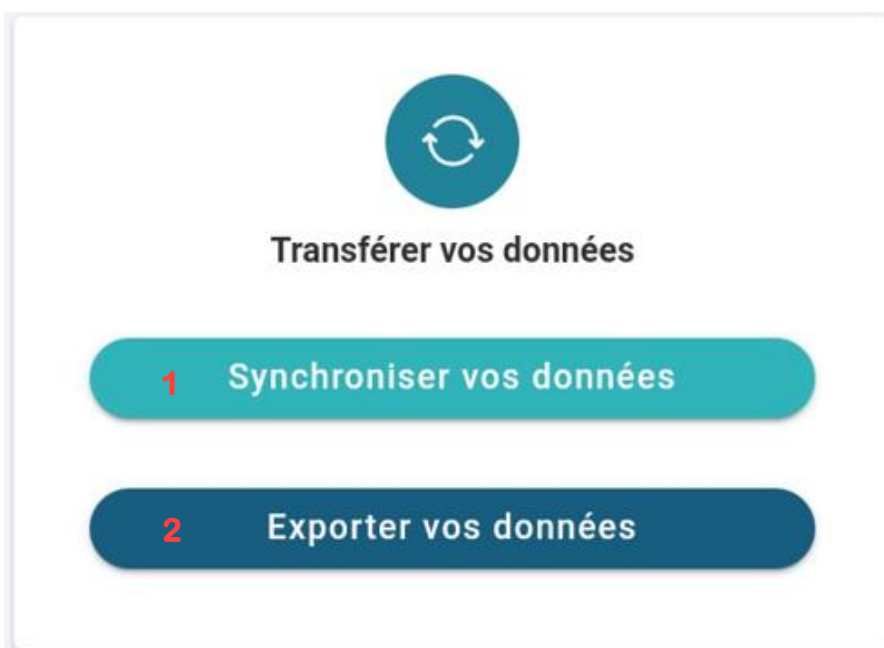 Transférer vos données
1 Synchroniser vos données
2 Exporter vos données